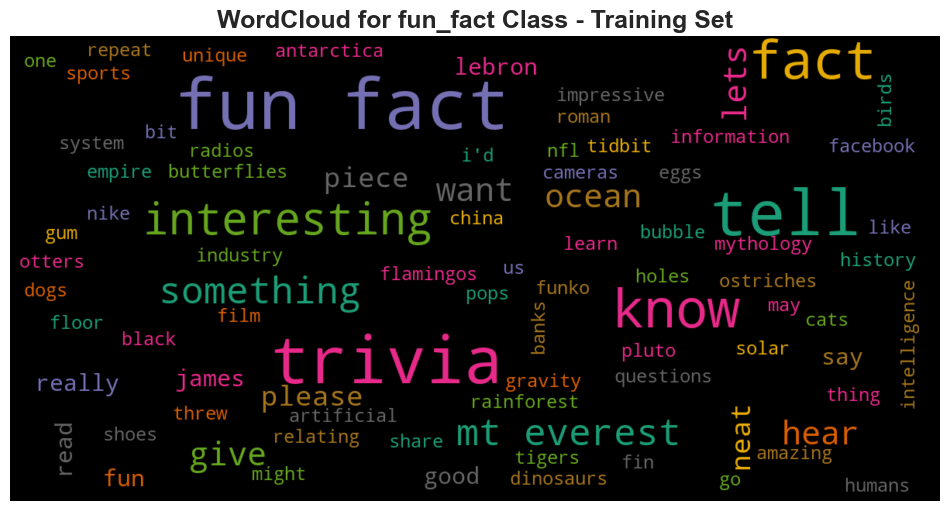 WordCloud for fun_fact Class - Training Set
one
repeat
unique
antarctica
sports
lebron
lets
fact
fun fact
impressive
birds
roman
system
bit
radios
i'd
nfl
tidbit
information
facebook
empire
butterflies
piece
want
cameras
eggs
ocean
nike
interesting
china
tell
like
gum
learn
bubble
mythology
otters
industry
flamingos
us
holes
ostriches
history
dogs
something
pops
funko
know
may
intelligence
floor
film
banks
cats
black
trivia
pluto
solar
say
really
james
gravity
questions
thing
please
rainforest
threw
artificial
read
shoes
relating
share
mt everest
neat
hear
give
tigers
fin
amazing
fun
might
good
dinosaurs
go
humans